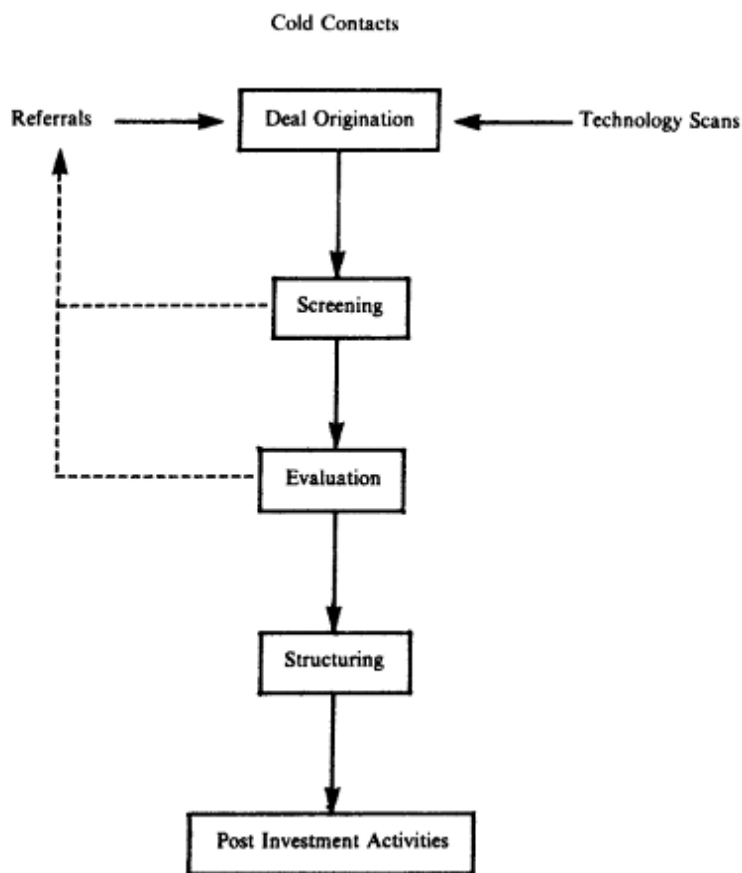 Cold Contacts
Referrals
Deal Origination
Technology Scans
Screening
Evaluation
Structuring
Post Investment Activities